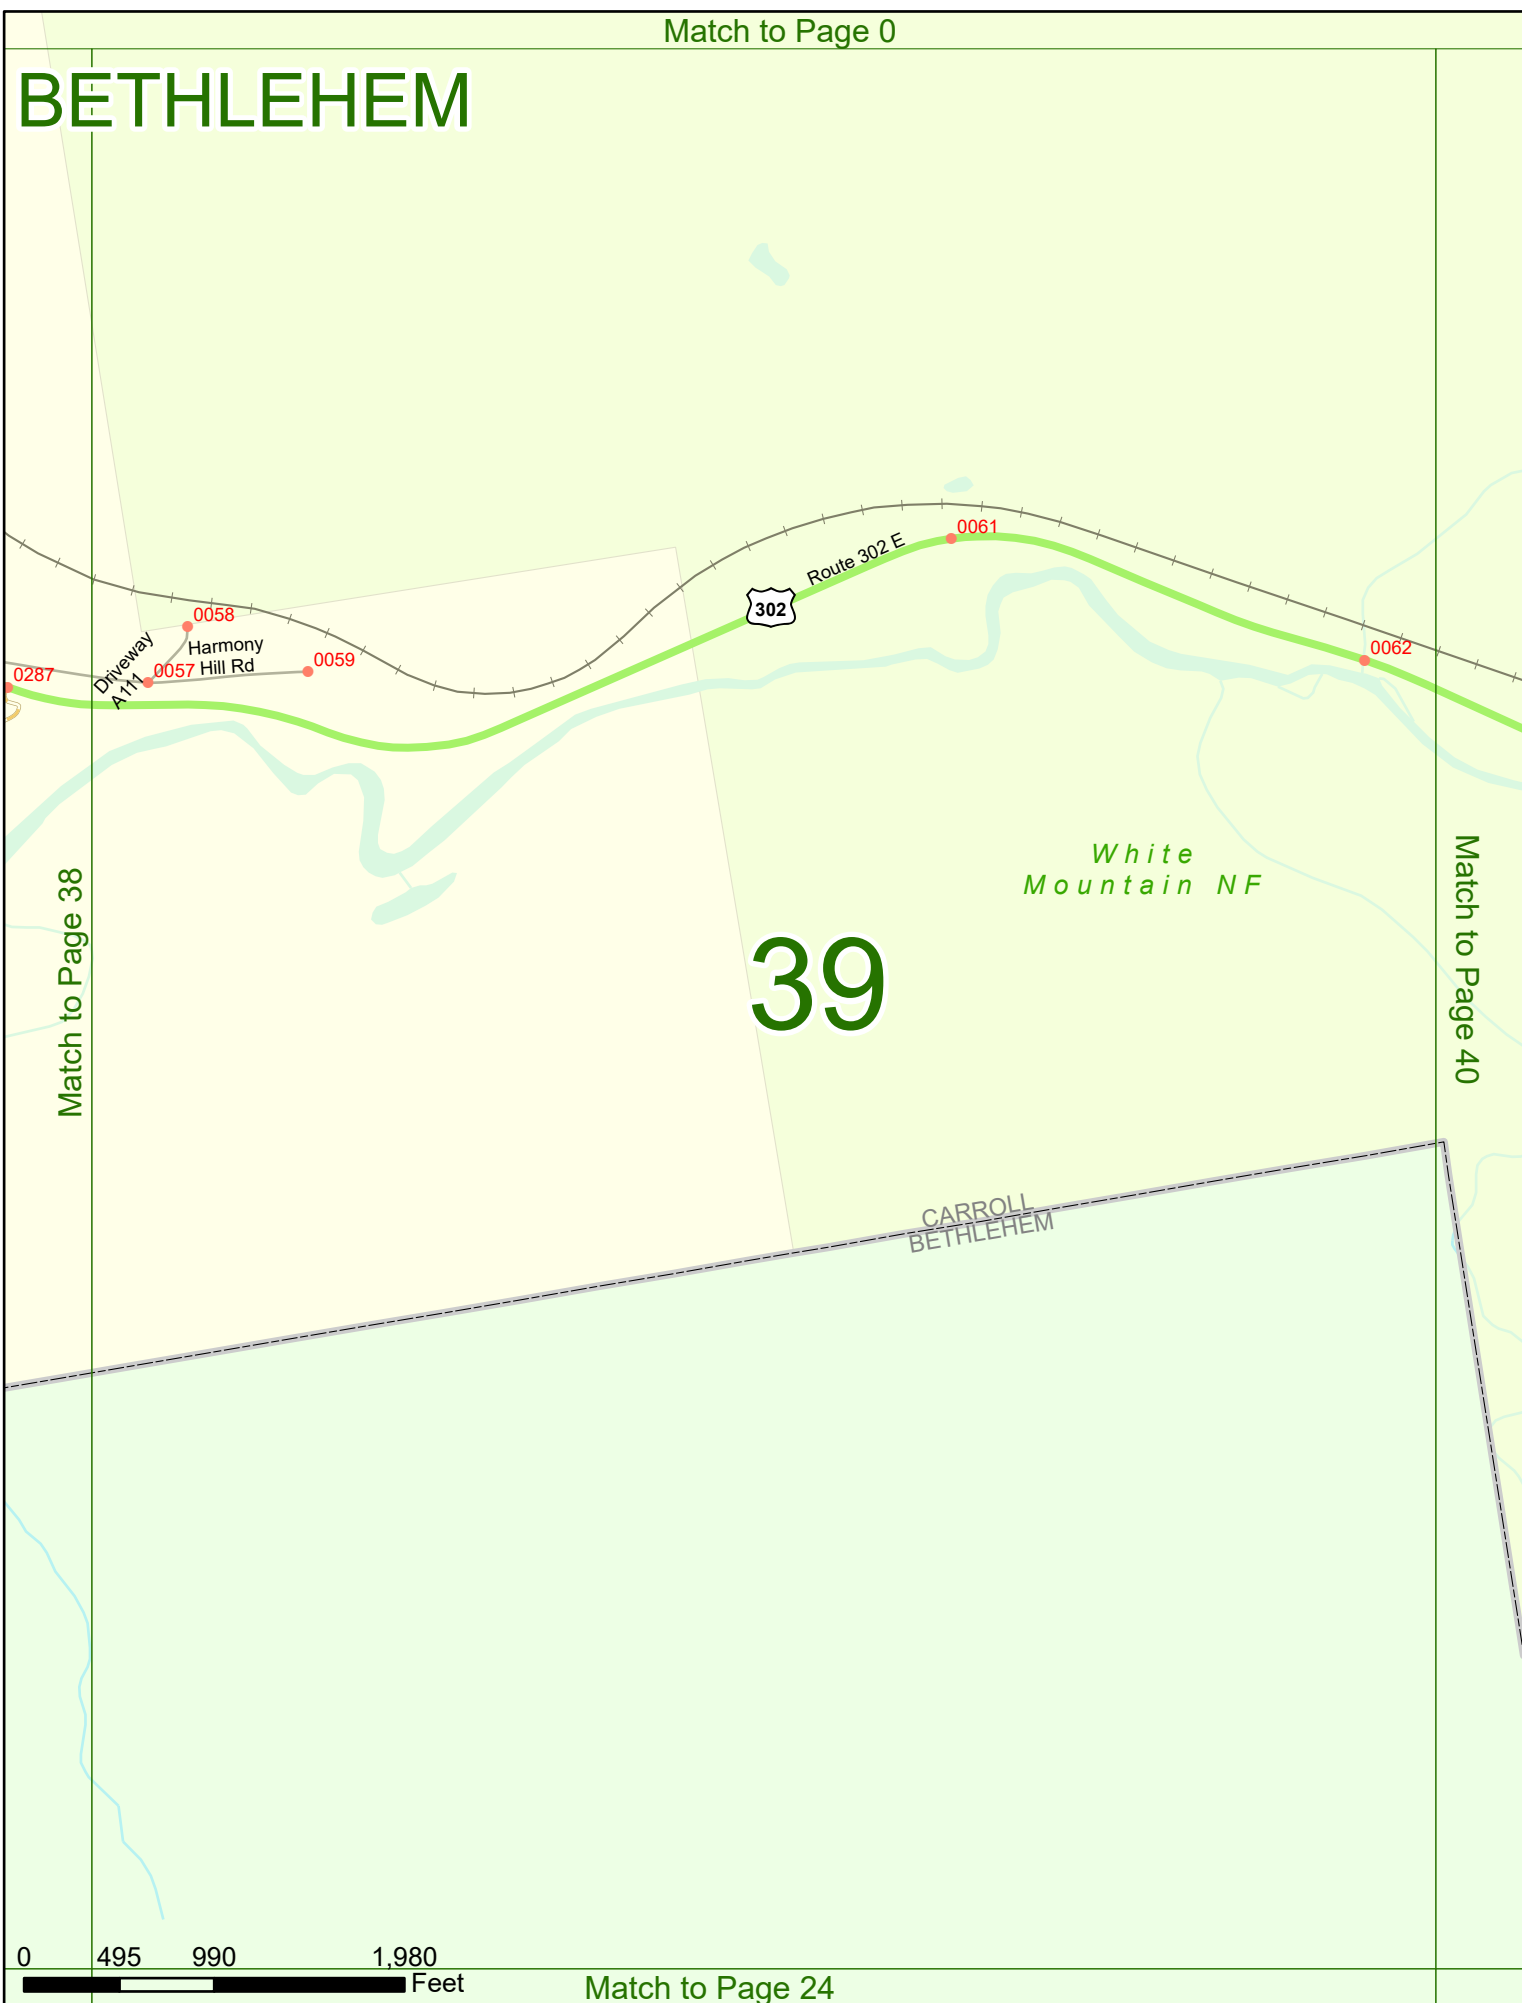 Match to Page 0
BETHLEHEM
0061
Route 302 E
302
0058
Driveway
A111
Harmony
Hill Rd
0057
0059
0062
0287
White
Mountain NF
Match to Page 38
39
Match to Page 40
CARROLL
BETHLEHEM
0 495 990 1,980
Feet
Match to Page 24